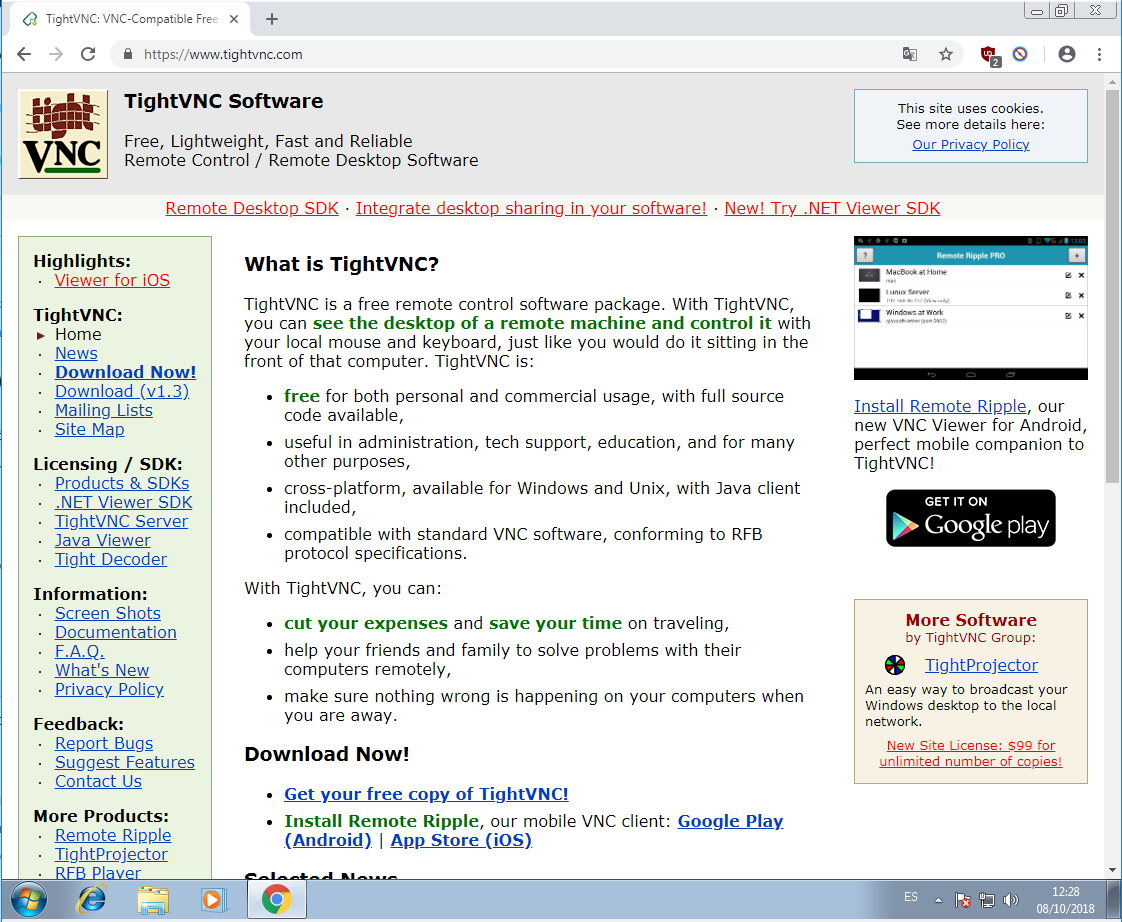 TightVNC: VNC-Compatible Free
https://www.tightvnc.com
2
tight
VNC
TightVNC Software
Free, Lightweight, Fast and Reliable
Remote Control / Remote Desktop Software
This site uses cookies.
See more details here:
Our Privacy Policy
Remote Desktop SDK · Integrate desktop sharing in your software! · New! Try .NET Viewer SDK
Highlights:
· Viewer for iOS
TightVNC:
Home
· News
· Download Now!
· Download (v1.3)
· Mailing Lists
· Site Map
Licensing / SDK:
· Products & SDKs
· .NET Viewer SDK
· TightVNC Server
· Java Viewer
· Tight Decoder
Information:
· Screen Shots
· Documentation
· F.A.Q.
· What's New
· Privacy Policy
Feedback:
· Report Bugs
· Suggest Features
· Contact Us
More Products:
· Remote Ripple
· TightProjector
· RFB Player
What is TightVNC?
TightVNC is a free remote control software package. With TightVNC,
you can see the desktop of a remote machine and control it with
your local mouse and keyboard, just like you would do it sitting in the
front of that computer. TightVNC is:
• free for both personal and commercial usage, with full source
code available,
• useful in administration, tech support, education, and for many
other purposes,
• cross-platform, available for Windows and Unix, with Java client
included,
• compatible with standard VNC software, conforming to RFB
protocol specifications.
With TightVNC, you can:
• cut your expenses and save your time on traveling,
• help your friends and family to solve problems with their
computers remotely,
• make sure nothing wrong is happening on your computers when
you are away.
Download Now!
• Get your free copy of TightVNC!
• Install Remote Ripple, our mobile VNC client: Google Play
(Android) | App Store (iOS)
Selected News
13:03
? Remote Ripple PRO +
MacBook at Home
mac
Linux Server
Windows at Work
Install Remote Ripple, our
new VNC Viewer for Android,
perfect mobile companion to
TightVNC!
GET IT ON
Google play
More Software
by TightVNC Group:
TightProjector
An easy way to broadcast your
Windows desktop to the local
network.
New Site License: $99 for
unlimited number of copies!
ES
12:28
08/10/2018